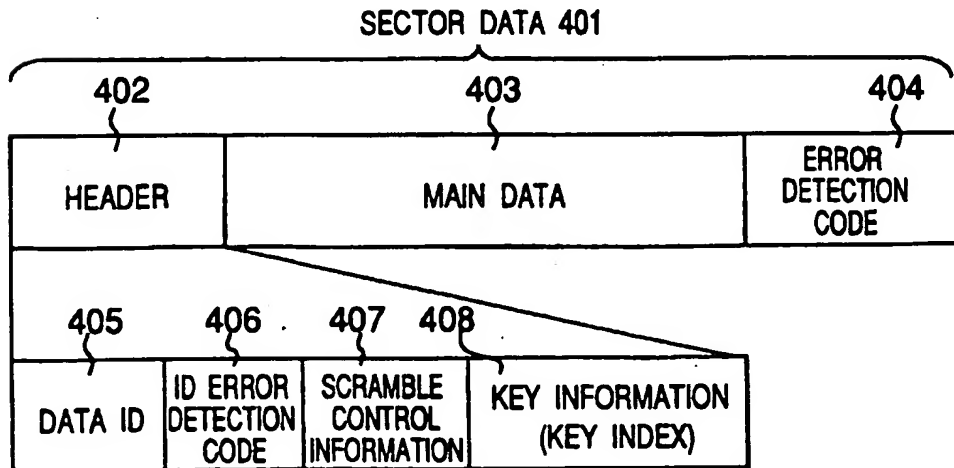 SECTOR DATA 401
402 403 404
HEADER MAIN DATA ERROR
DETECTION
CODE
405 406 407 408
DATA ID ID ERROR
DETECTION
CODE
SCRAMBLE
CONTROL
INFORMATION
KEY INFORMATION
(KEY INDEX)